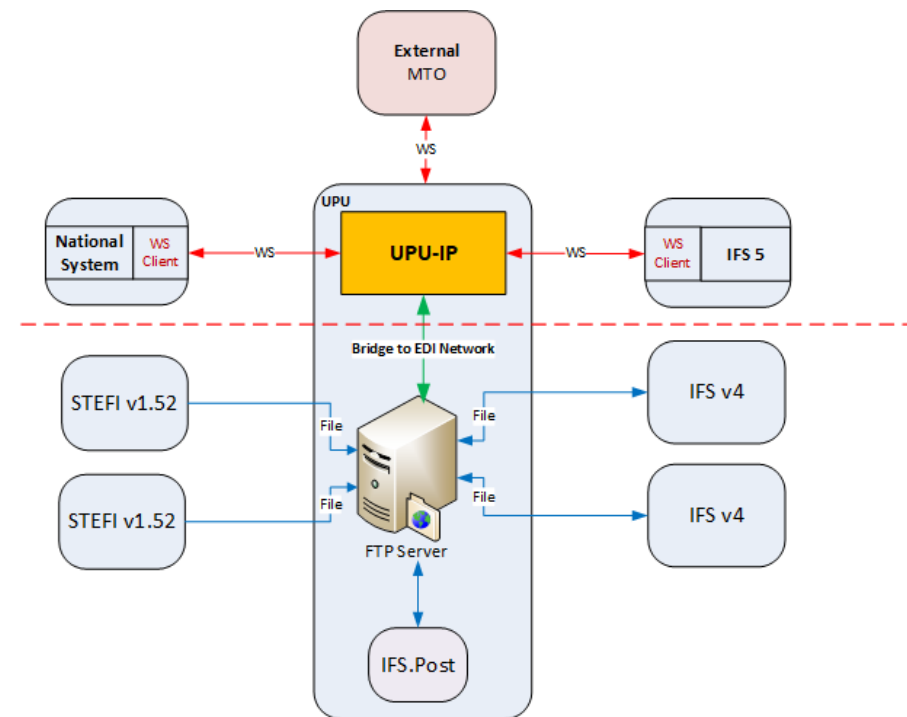 External
MTO
WS
UPU
National
System
WS
Client
WS
UPU-IP
WS
WS
Client
IFS 5
Bridge to EDI Network
STEFI v1.52
File
File
IFS v4
STEFI v1.52
File
File
IFS v4
FTP Server
IFS.Post